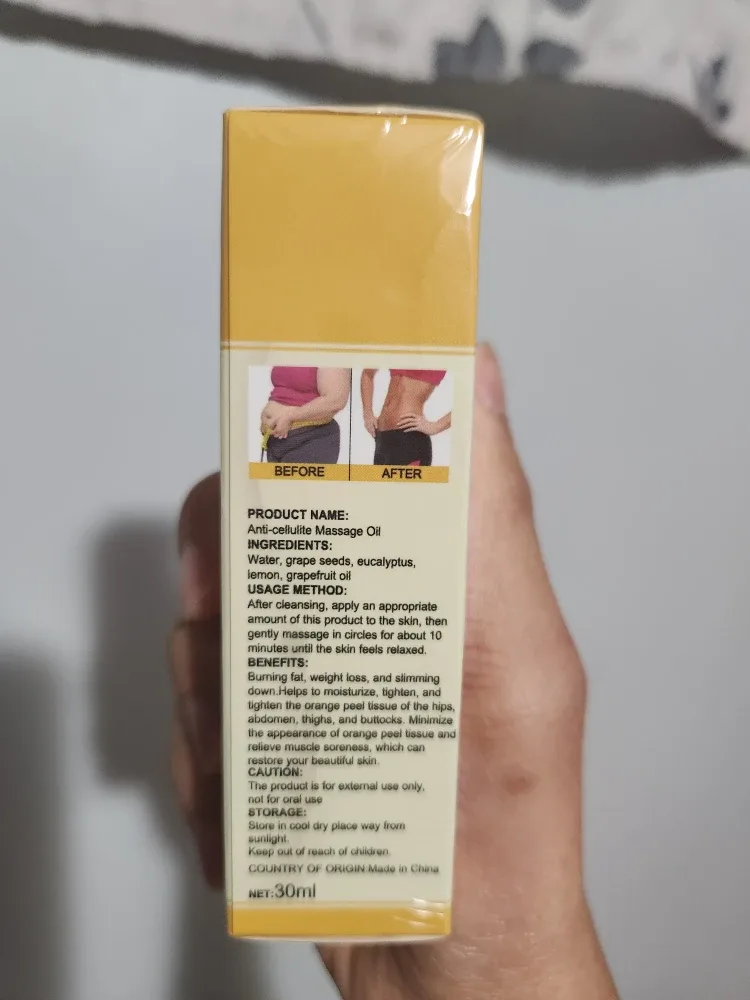 BEFORE AFTER
PRODUCT NAME:
Anti-cellulite Massage Oil
INGREDIENTS:
Water, grape seeds, eucalyptus,
lemon, grapefruit oil
USAGE METHOD:
After cleansing, apply an appropriate
amount of this product to the skin, then
gently massage in circles for about 10
minutes until the skin feels relaxed.
BENEFITS:
Burning fat, weight loss, and slimming
down.Helps to moisturize, tighten, and
tighten the orange peel tissue of the hips,
abdomen, thighs, and buttocks. Minimize
the appearance of orange peel tissue and
relieve muscle soreness, which can
restore your beautiful skin.
CAUTION:
The product is for external use only,
not for oral use
STORAGE:
Store in cool dry place way from
sunlight.
Keep out of reach of children.
COUNTRY OF ORIGIN:Made in China
NET:30ml